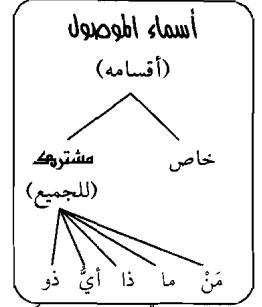 أسماء الموصول
(أقسامه)
خاص مشترك
(للجميع)
مَنْ ما ذا أيُّ ذو